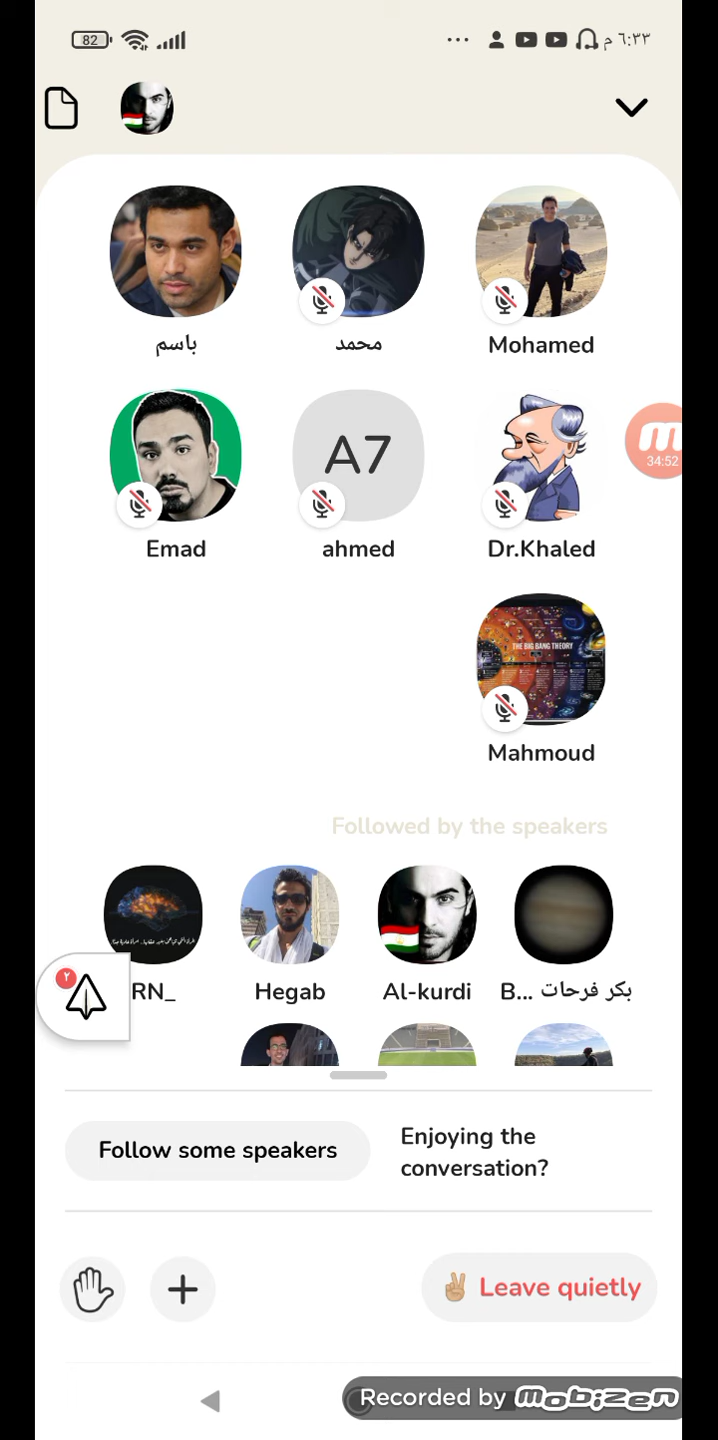 82
٦:٣٣ م
باسم
محمد
Mohamed
A7
34:52
Emad
ahmed
Dr.Khaled
THE BIG BANG THEORY
Mahmoud
Followed by the speakers
RN_
Hegab
Al-kurdi
B... بكر فرحات
٢
Follow some speakers
Enjoying the
conversation?
✌🏼 Leave quietly
Recorded by mobizen